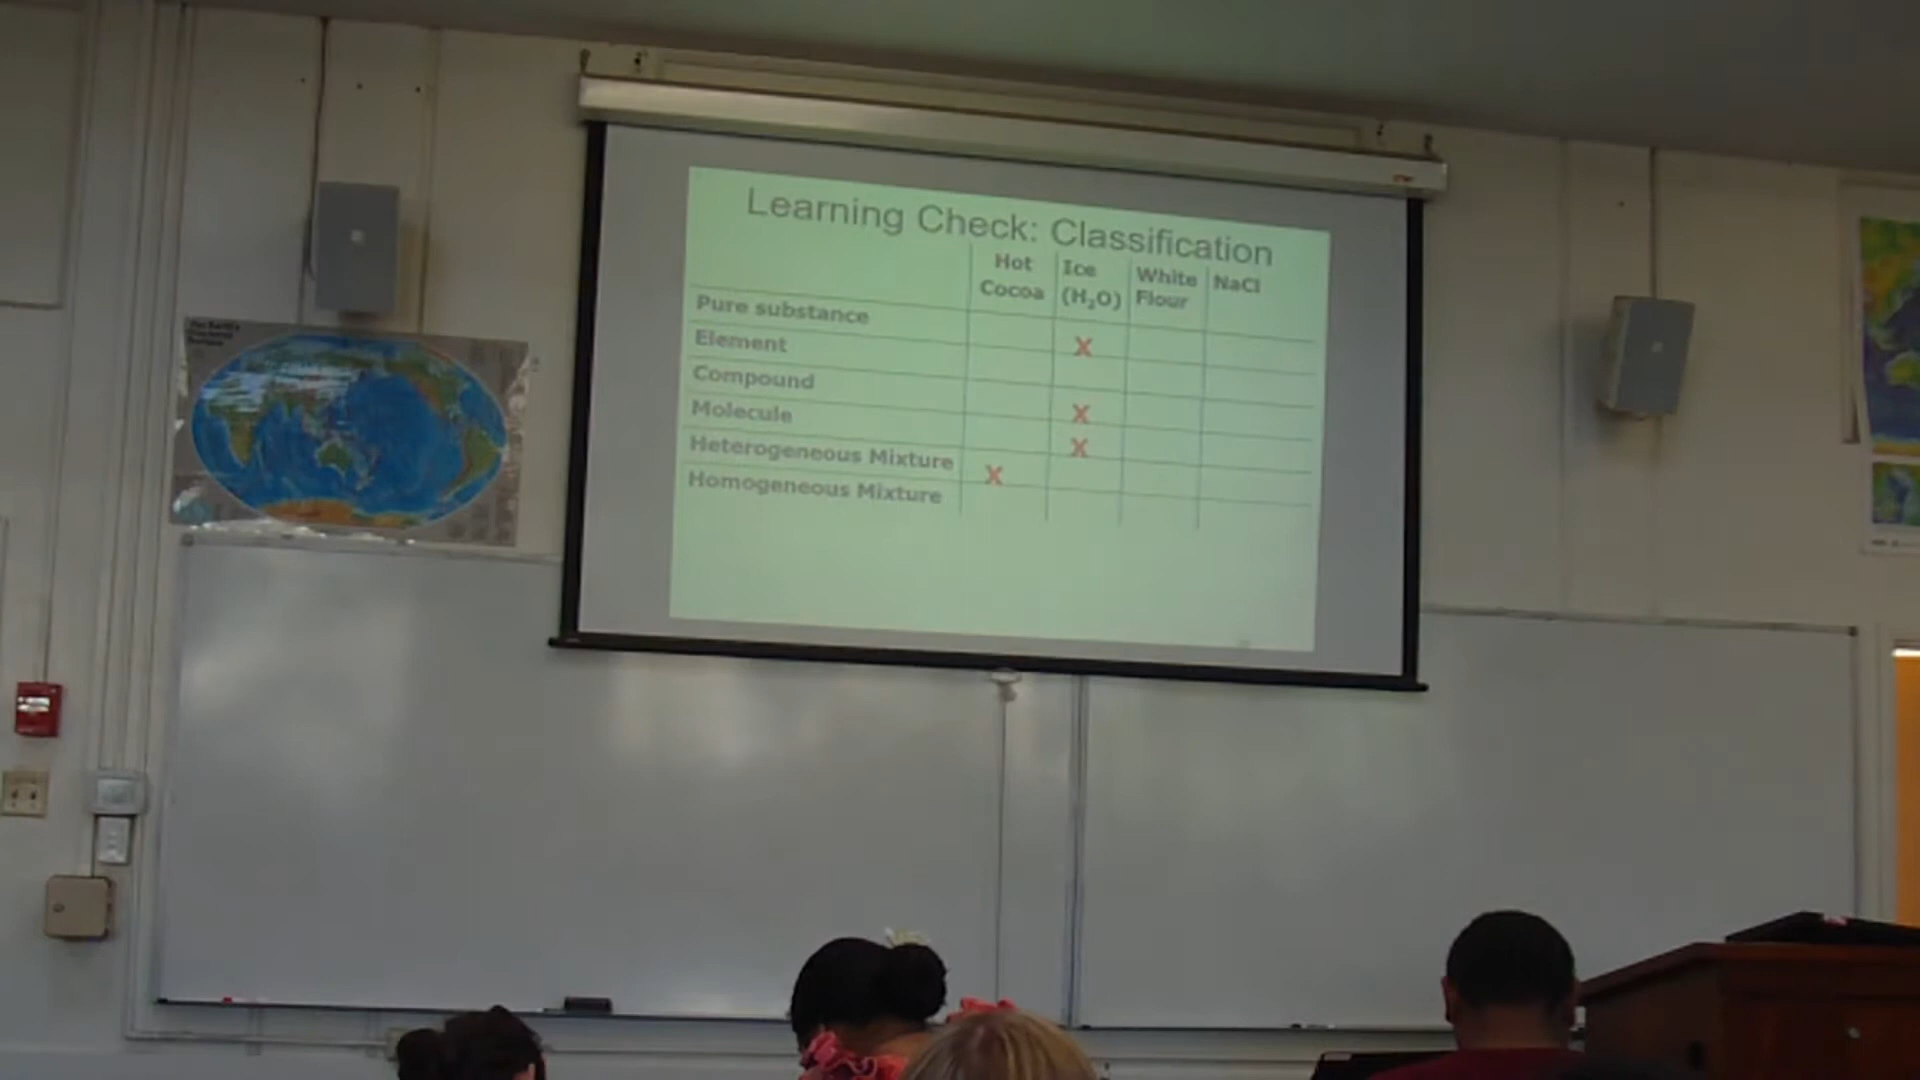 Learning Check: Classification
Hot Cocoa
Ice (H₂O)
White Flour
NaCl
Pure substance
Element X
Compound
Molecule X
Heterogeneous Mixture X X
Homogeneous Mixture